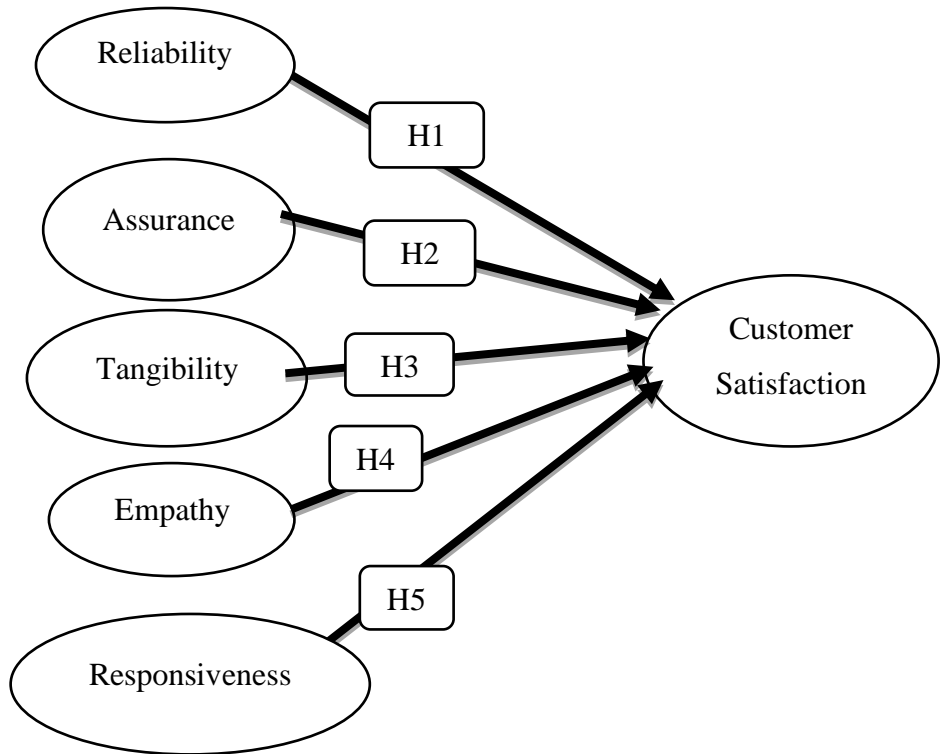 Reliability
H1
Assurance
H2
Tangibility
H3
Empathy
H4
Responsiveness
H5
Customer
Satisfaction